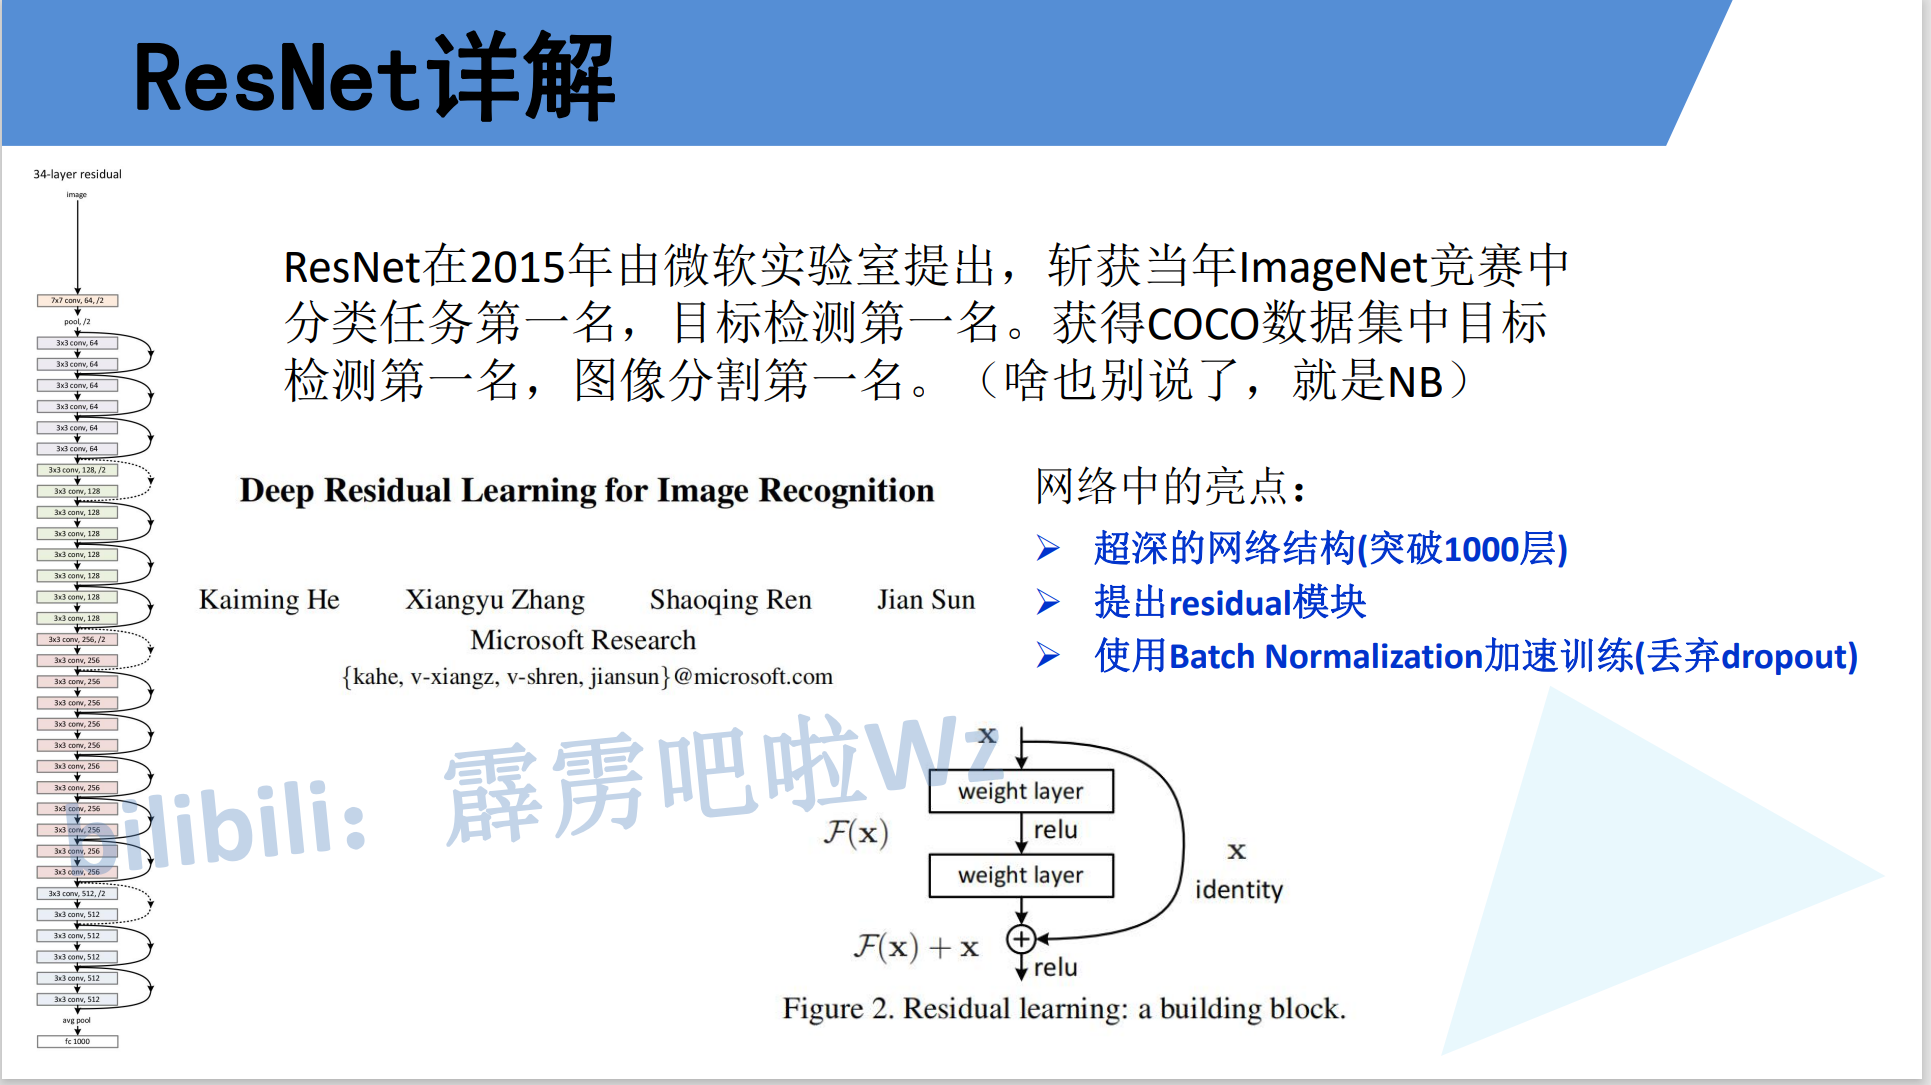 ResNet详解
34-layer residual
image
7x7 conv, 64, /2
pool, /2
3x3 conv, 64
3x3 conv, 64
3x3 conv, 64
3x3 conv, 64
3x3 conv, 64
3x3 conv, 64
3x3 conv, 128, /2
3x3 conv, 128
3x3 conv, 128
3x3 conv, 128
3x3 conv, 128
3x3 conv, 128
3x3 conv, 128
3x3 conv, 128
3x3 conv, 256, /2
3x3 conv, 256
3x3 conv, 256
3x3 conv, 256
3x3 conv, 256
3x3 conv, 256
3x3 conv, 256
3x3 conv, 256
3x3 conv, 256
3x3 conv, 256
3x3 conv, 256
3x3 conv, 256
3x3 conv, 512, /2
3x3 conv, 512
3x3 conv, 512
3x3 conv, 512
3x3 conv, 512
3x3 conv, 512
avg pool
fc 1000
ResNet在2015年由微软实验室提出，斩获当年ImageNet竞赛中
分类任务第一名，目标检测第一名。获得COCO数据集中目标
检测第一名，图像分割第一名。（啥也别说了，就是NB）
Deep Residual Learning for Image Recognition
Kaiming He Xiangyu Zhang Shaoqing Ren Jian Sun
Microsoft Research
{kahe, v-xiangz, v-shren, jiansun}@microsoft.com
网络中的亮点：
➢ 超深的网络结构(突破1000层)
➢ 提出residual模块
➢ 使用Batch Normalization加速训练(丢弃dropout)
bilibili：霹雳吧啦Wz
x
weight layer
F(x)
relu
weight layer
x
identity
F(x) + x
relu
Figure 2. Residual learning: a building block.